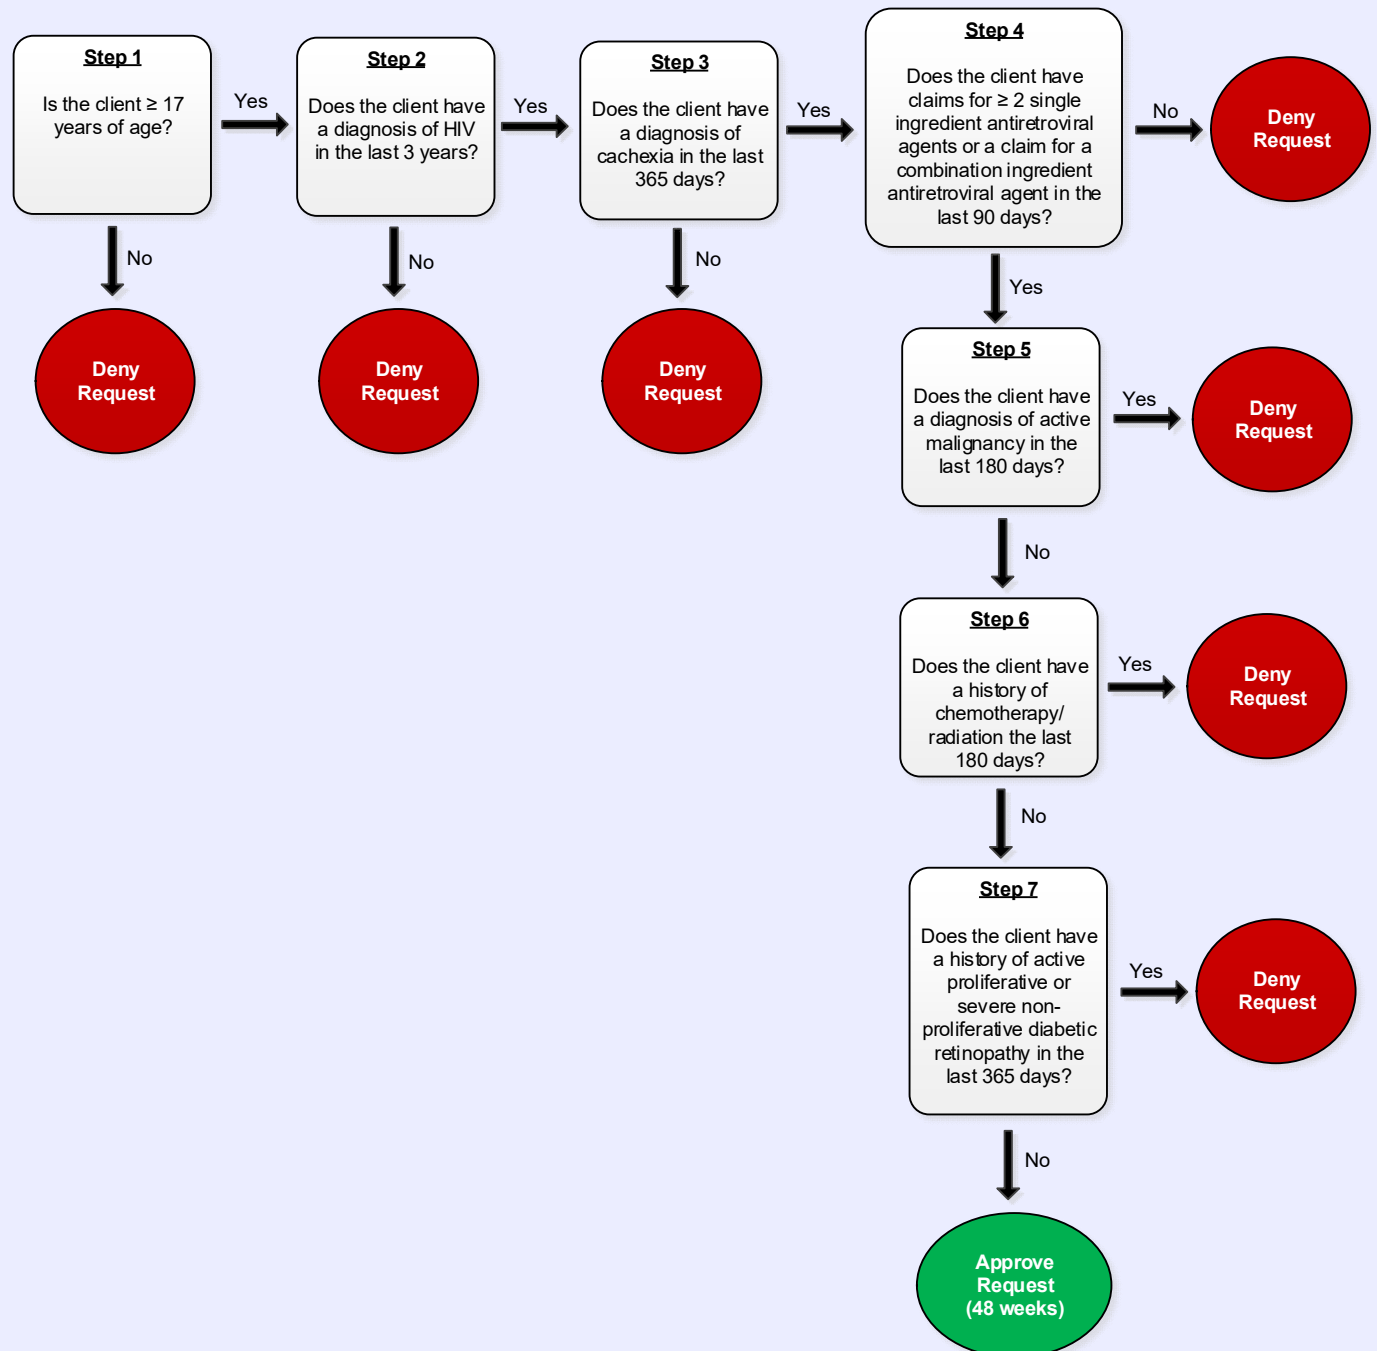 Step 1
Is the client ≥ 17
years of age?
Yes
No
Deny
Request
Step 2
Does the client have
a diagnosis of HIV
in the last 3 years?
Yes
No
Deny
Request
Step 3
Does the client have
a diagnosis of
cachexia in the last
365 days?
Yes
No
Deny
Request
Step 4
Does the client have
claims for ≥ 2 single
ingredient antiretroviral
agents or a claim for a
combination ingredient
antiretroviral agent in the
last 90 days?
No
Deny
Request
Yes
Step 5
Does the client have
a diagnosis of active
malignancy in the
last 180 days?
Yes
Deny
Request
No
Step 6
Does the client have
a history of
chemotherapy/
radiation the last
180 days?
Yes
Deny
Request
No
Step 7
Does the client have
a history of active
proliferative or
severe non-
proliferative diabetic
retinopathy in the
last 365 days?
Yes
Deny
Request
No
Approve
Request
(48 weeks)